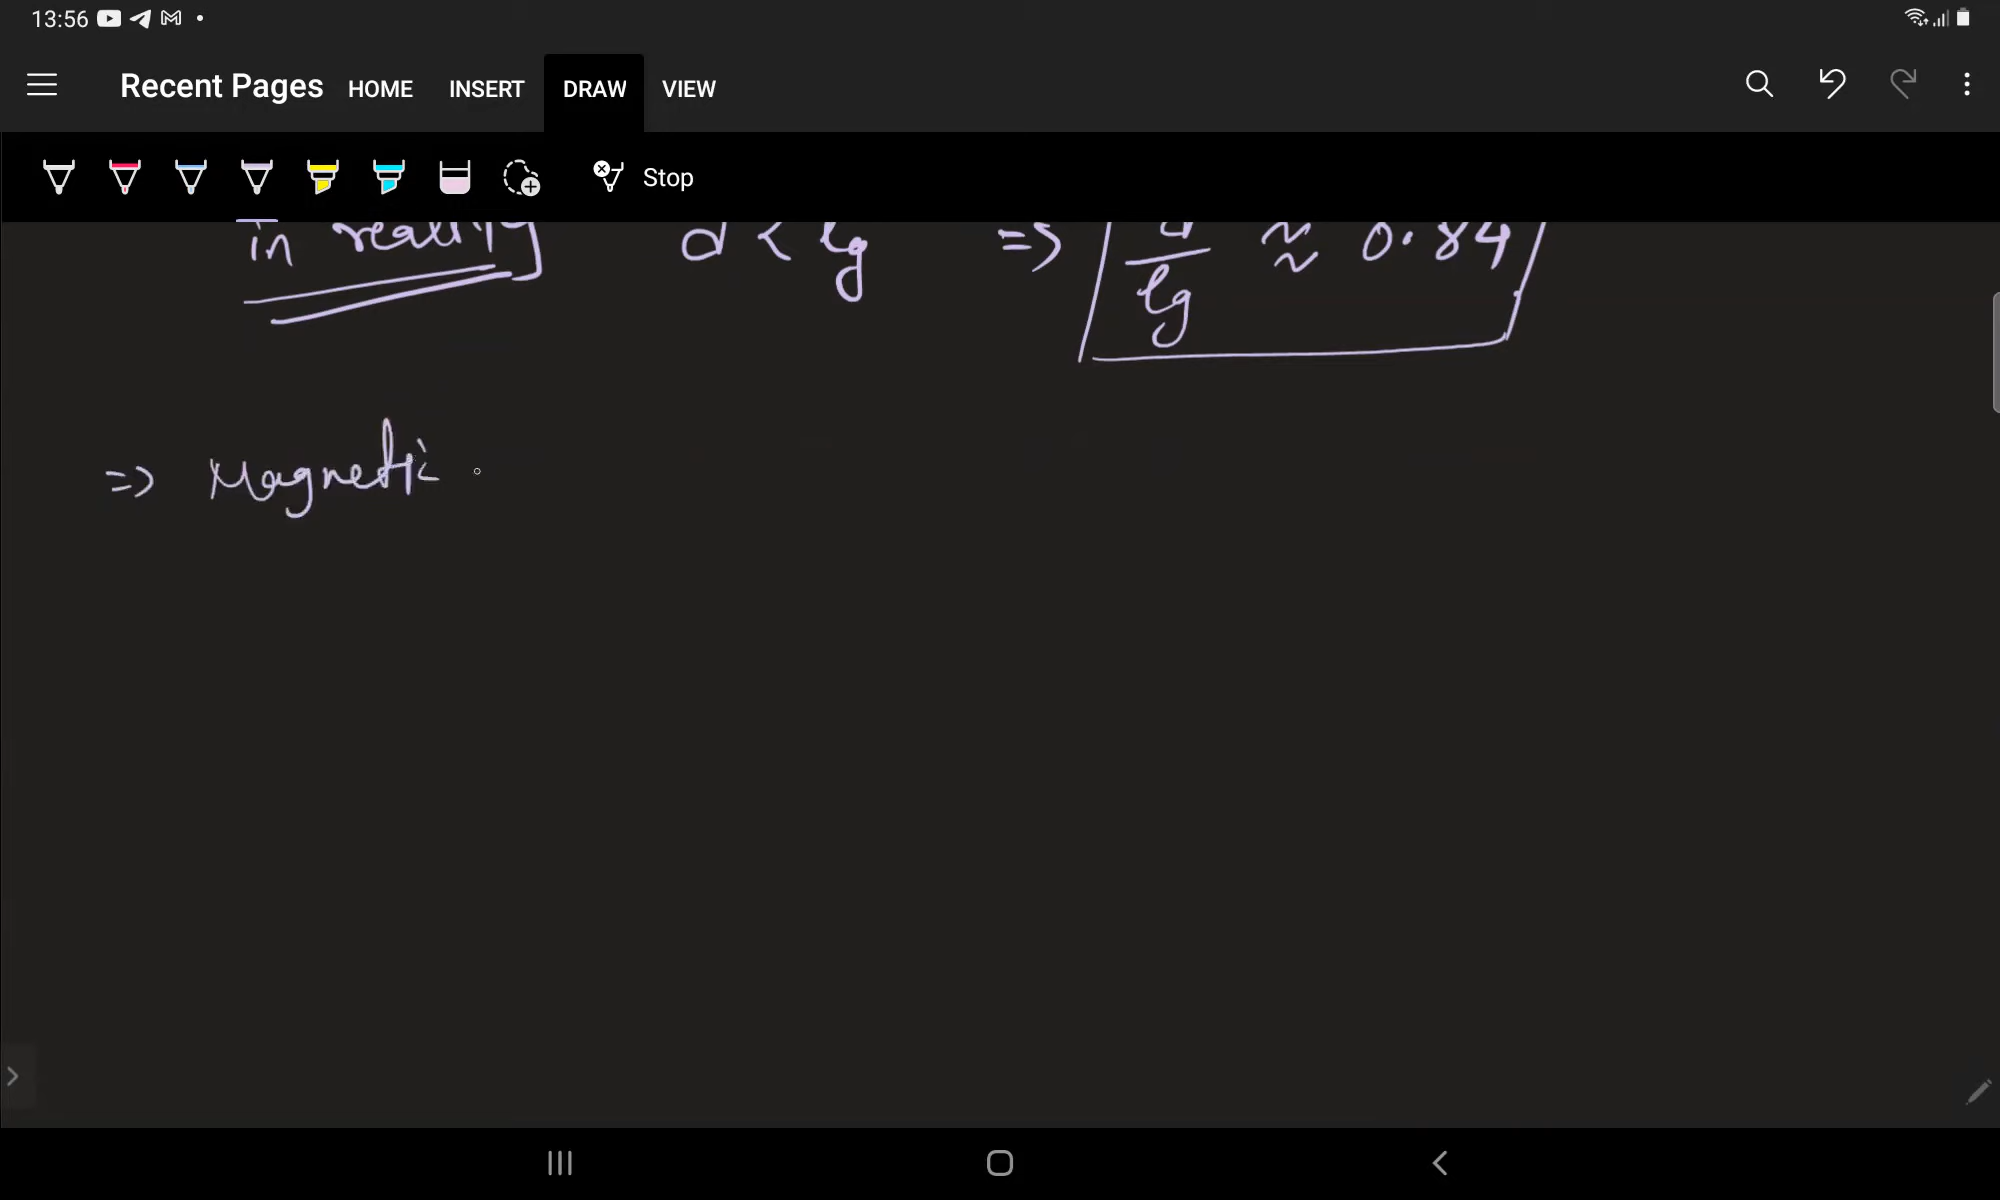 13:56
Recent Pages HOME INSERT DRAW VIEW
Stop
in reality d < lg => d/lg ≈ 0.84
=> Magnetic